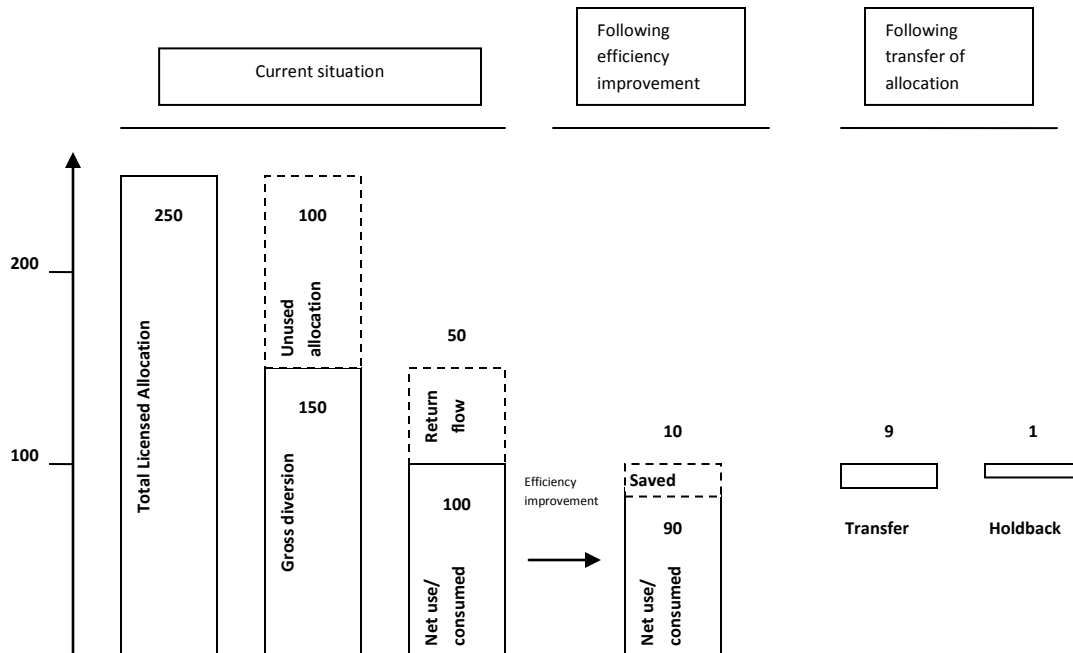 Current situation
Following
efficiency
improvement
Following
transfer of
allocation
250
100
200
Unused
allocation
50
Total Licensed Allocation
150
Return
flow
10
9
1
100
Gross diversion
100
Efficiency
improvement
Saved
90
Transfer
Holdback
Net use/
consumed
Net use/
consumed